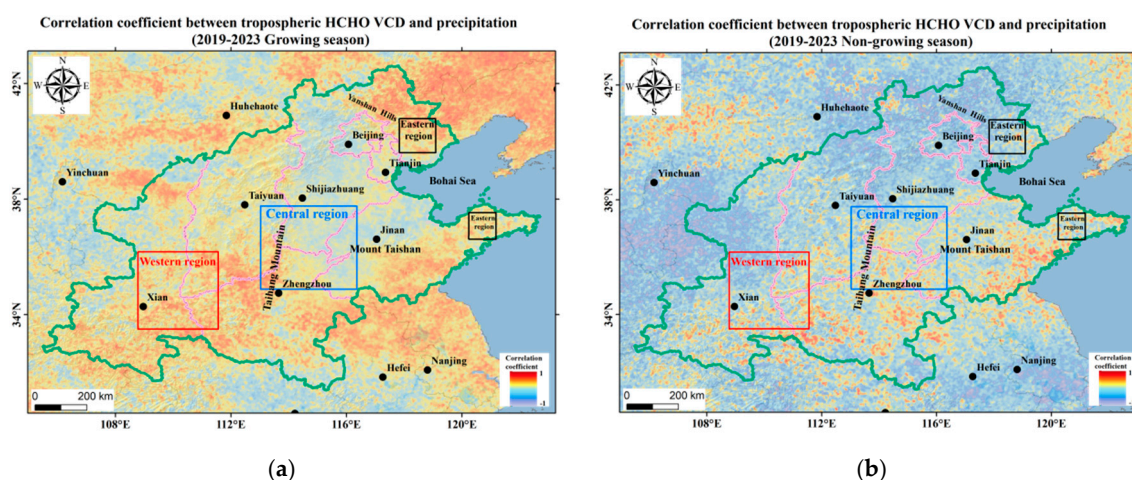 Correlation coefficient between tropospheric HCHO VCD and precipitation
(2019-2023 Growing season)
42°N
38°N
34°N
N
W E
S
Huhehaote
Yanshan Hills
Eastern
region
Beijing
Tianjin
Yinchuan
Bohai Sea
Shijiazhuang
Taiyuan
Central region
Eastern
region
Jinan
Mount Taishan
Taihang Mountain
Western region
Zhengzhou
Xian
Nanjing
Hefei
Correlation
coefficient
1
-1
0 200 km
108°E 112°E 116°E 120°E
(a)
Correlation coefficient between tropospheric HCHO VCD and precipitation
(2019-2023 Non-growing season)
42°N
38°N
34°N
N
W E
S
Huhehaote
Yanshan Hills
Eastern
region
Beijing
Tianjin
Yinchuan
Bohai Sea
Shijiazhuang
Taiyuan
Central region
Eastern
region
Jinan
Mount Taishan
Taihang Mountain
Western region
Zhengzhou
Xian
Nanjing
Hefei
Correlation
coefficient
1
-1
0 200 km
108°E 112°E 116°E 120°E
(b)